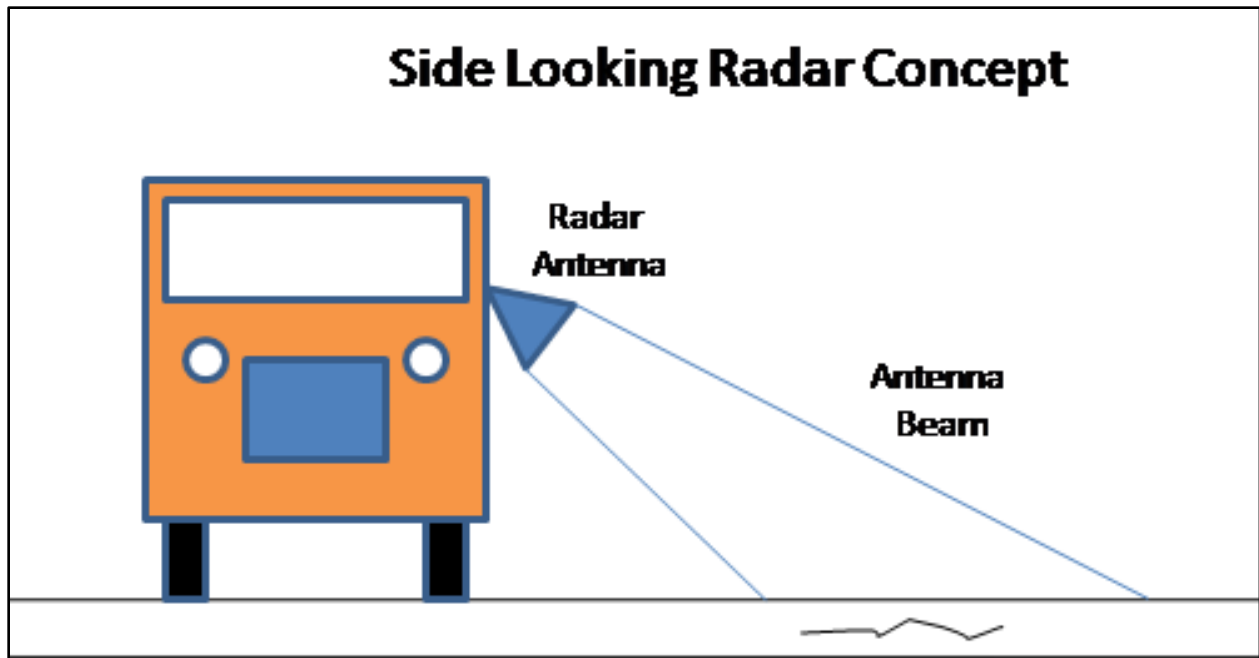 Side Looking Radar Concept
Radar
Antenna
Antenna
Beam